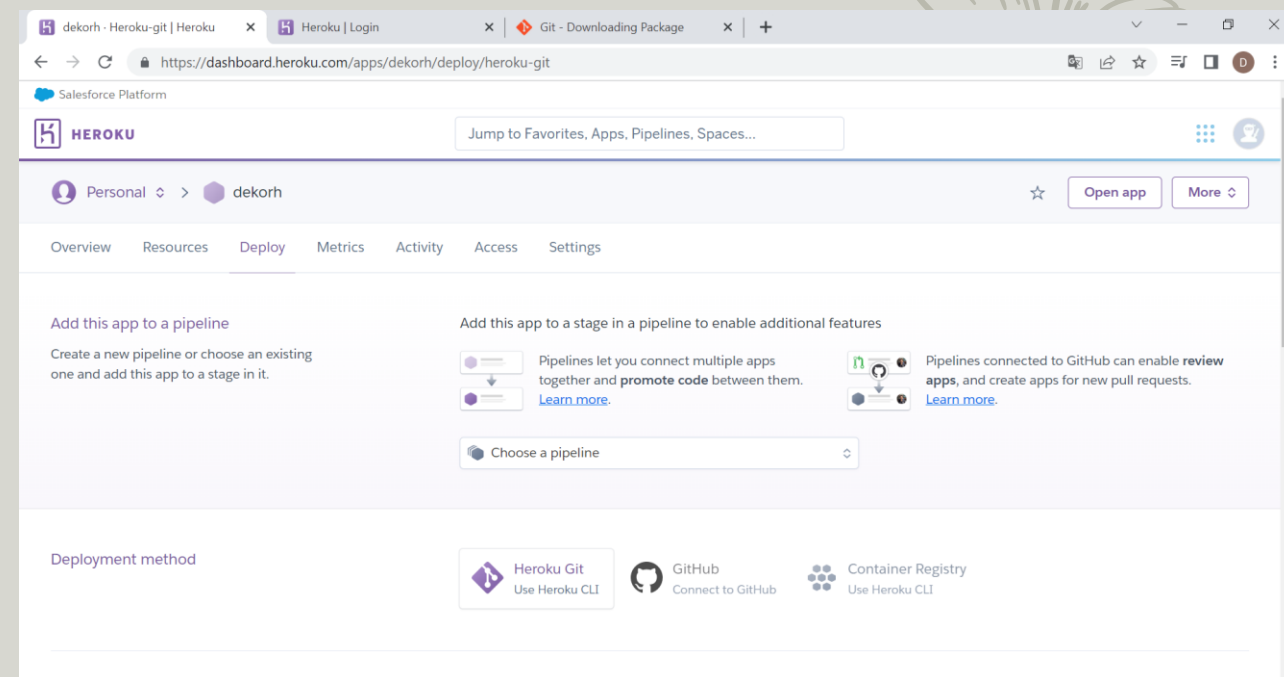 dekorh · Heroku-git | Heroku
Heroku | Login
Git - Downloading Package
https://dashboard.heroku.com/apps/dekorh/deploy/heroku-git
D
Salesforce Platform
HEROKU
Jump to Favorites, Apps, Pipelines, Spaces...
Personal > dekorh
Open app
More
Overview Resources Deploy Metrics Activity Access Settings
Add this app to a pipeline
Create a new pipeline or choose an existing
one and add this app to a stage in it.
Add this app to a stage in a pipeline to enable additional features
Pipelines let you connect multiple apps
together and promote code between them.
Learn more.
Pipelines connected to GitHub can enable review
apps, and create apps for new pull requests.
Learn more.
Choose a pipeline
Deployment method
Heroku Git
Use Heroku CLI
GitHub
Connect to GitHub
Container Registry
Use Heroku CLI